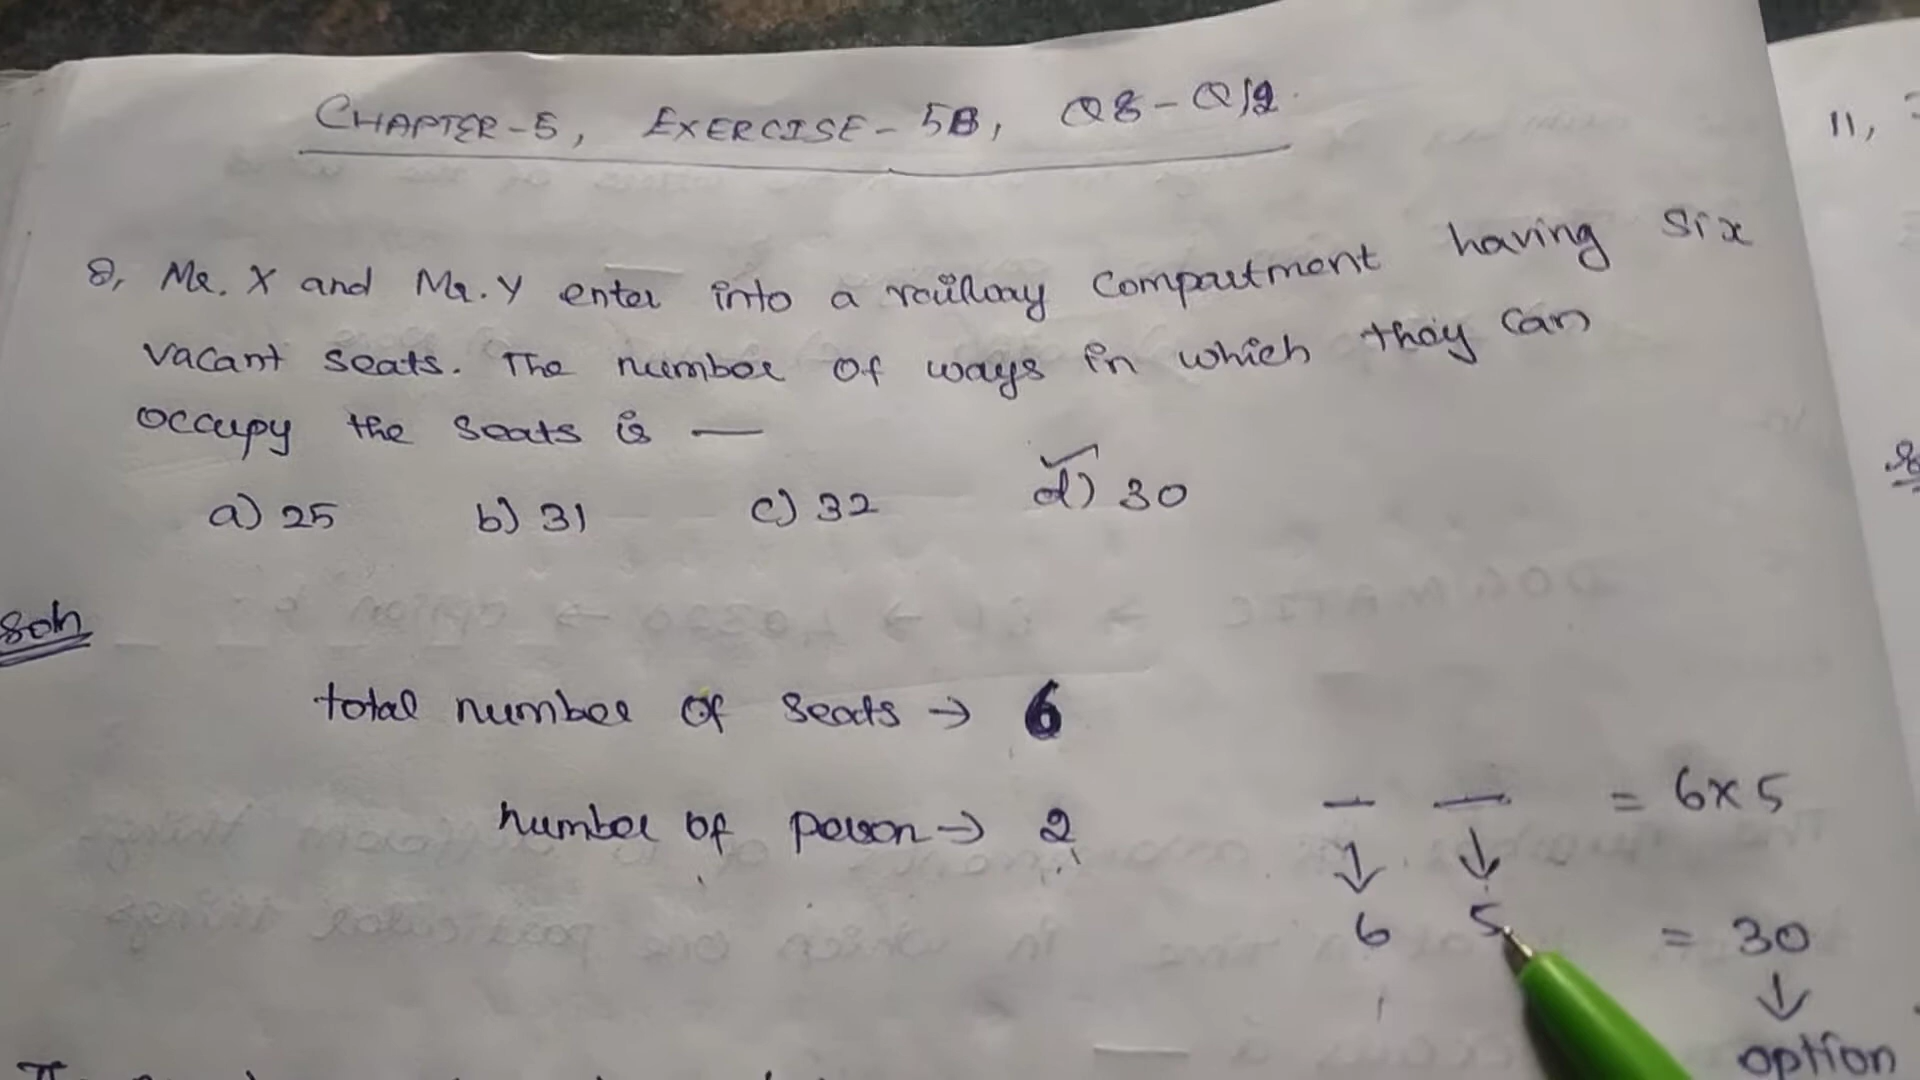 CHAPTER-5, EXERCISE-5B, Q8-Q12
11,
8, Mr. X and Mr. Y enter into a railway compartment having six
vacant seats. The number of ways in which they can
occupy the seats is —
a) 25 b) 31 c) 32 d) 30
Soln
total number of seats → 6
number of person → 2
— — = 6x5
↓ ↓
6 5 = 30
↓
option